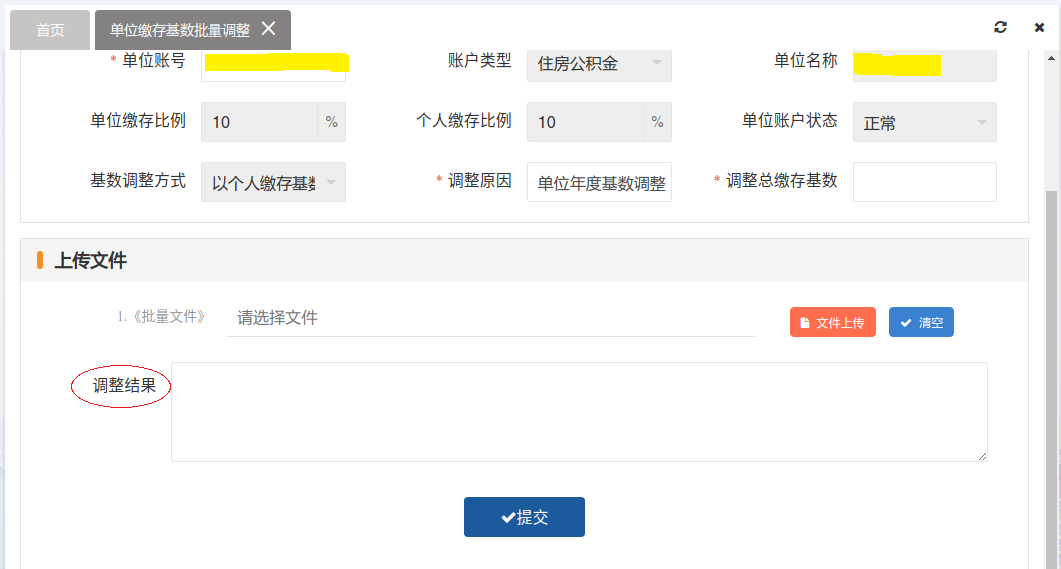 首页
单位缴存基数批量调整
* 单位账号
账户类型 住房公积金
单位名称
单位缴存比例 10 %
个人缴存比例 10 %
单位账户状态 正常
基数调整方式 以个人缴存基数
* 调整原因 单位年度基数调整
* 调整总缴存基数
上传文件
1.《批量文件》 请选择文件 文件上传 清空
调整结果
提交